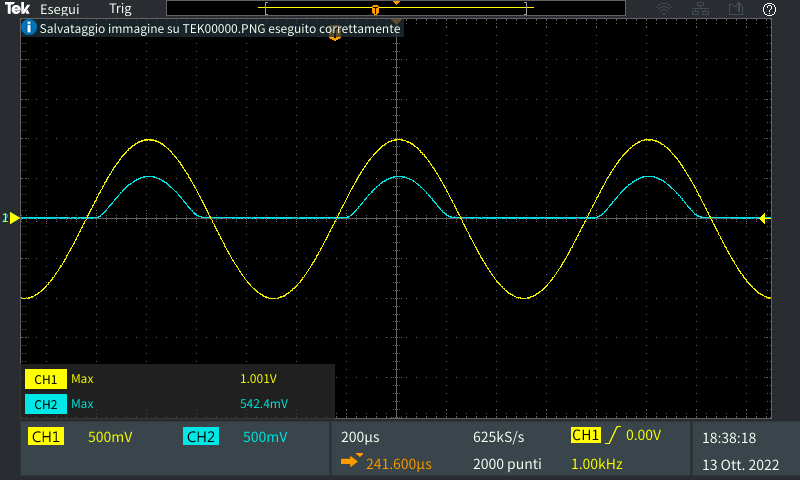 Tek Esegui Trig
T
i Salvataggio immagine su TEK00000.PNG eseguito correttamente
CH1 Max 1.001V
CH2 Max 542.4mV
CH1 500mV CH2 500mV 200µs 625kS/s CH1 0.00V 18:38:18
241.600µs 2000 punti 1.00kHz 13 Ott. 2022